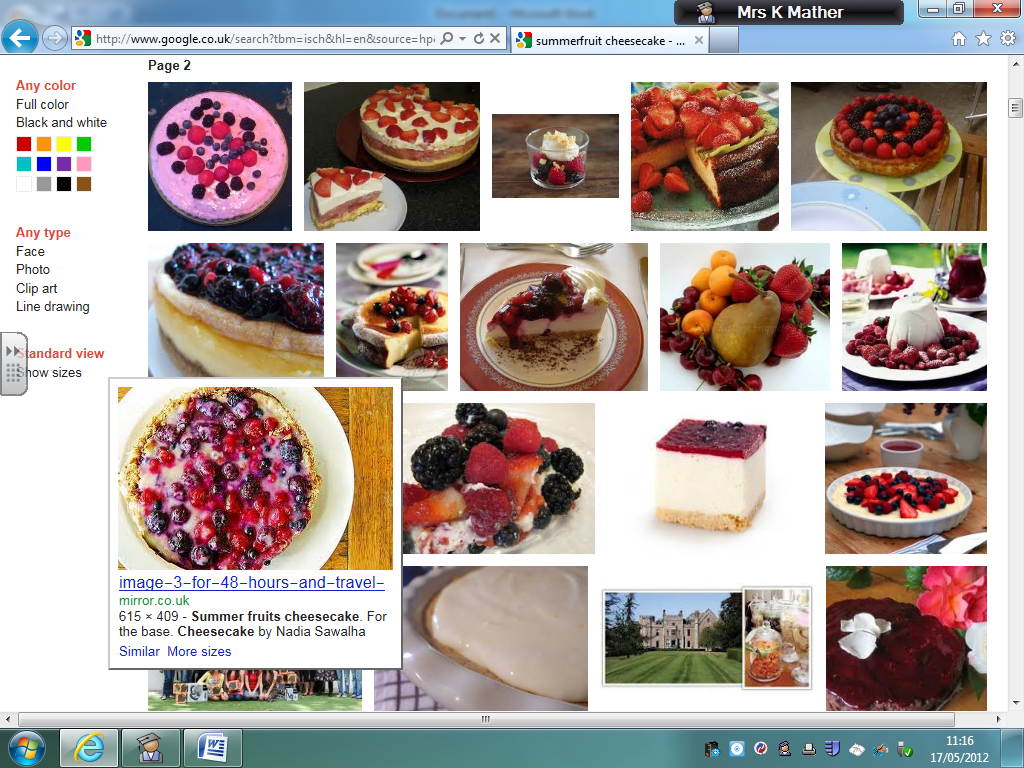 Mrs K Mather
http://www.google.co.uk/search?tbm=isch&hl=en&source=hp
summerfruit cheesecake - ...
Page 2
Any color
Full color
Black and white
Any type
Face
Photo
Clip art
Line drawing
Standard view
Show sizes
image-3-for-48-hours-and-travel-
mirror.co.uk
615 × 409 - Summer fruits cheesecake. For
the base. Cheesecake by Nadia Sawalha
Similar More sizes
11:16
17/05/2012